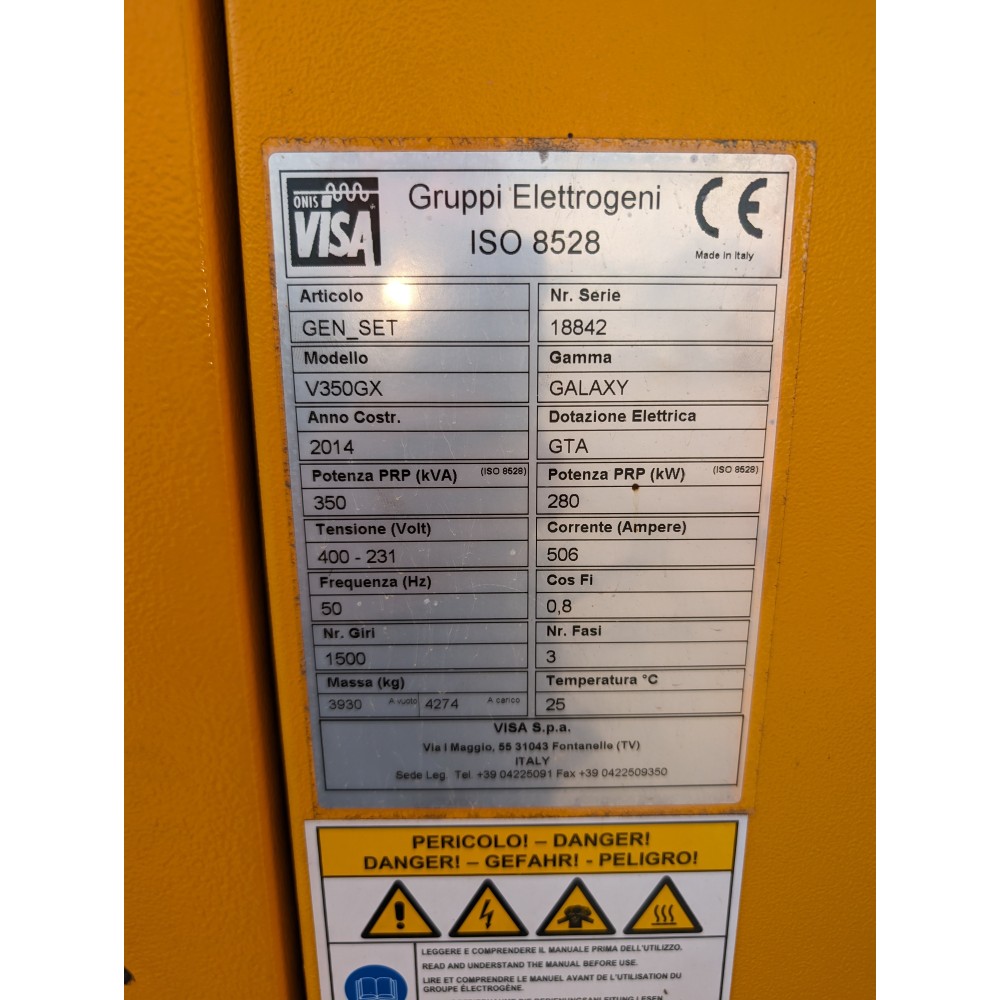 ONIS
VISA
Gruppi Elettrogeni
ISO 8528
CE
Made in Italy
Articolo
Nr. Serie
GEN_SET
18842
Modello
Gamma
V350GX
GALAXY
Anno Costr.
Dotazione Elettrica
2014
GTA
Potenza PRP (kVA) (ISO 8528)
Potenza PRP (kW) (ISO 8528)
350
280
Tensione (Volt)
Corrente (Ampere)
400 - 231
506
Frequenza (Hz)
Cos Fi
50
0,8
Nr. Giri
Nr. Fasi
1500
3
Massa (kg)
Temperatura °C
3930 A vuoto 4274 A carico
25
VISA S.p.a.
Via I Maggio, 55 31043 Fontanelle (TV)
ITALY
Sede Leg. Tel. +39 04225091 Fax +39 0422509350
PERICOLO! – DANGER!
DANGER! – GEFAHR! - PELIGRO!
LEGGERE E COMPRENDERE IL MANUALE PRIMA DELL'UTILIZZO.
READ AND UNDERSTAND THE MANUAL BEFORE USE.
LIRE ET COMPRENDRE LE MANUEL AVANT DE L'UTILISATION DU
GROUPE ÉLECTROGÈNE.